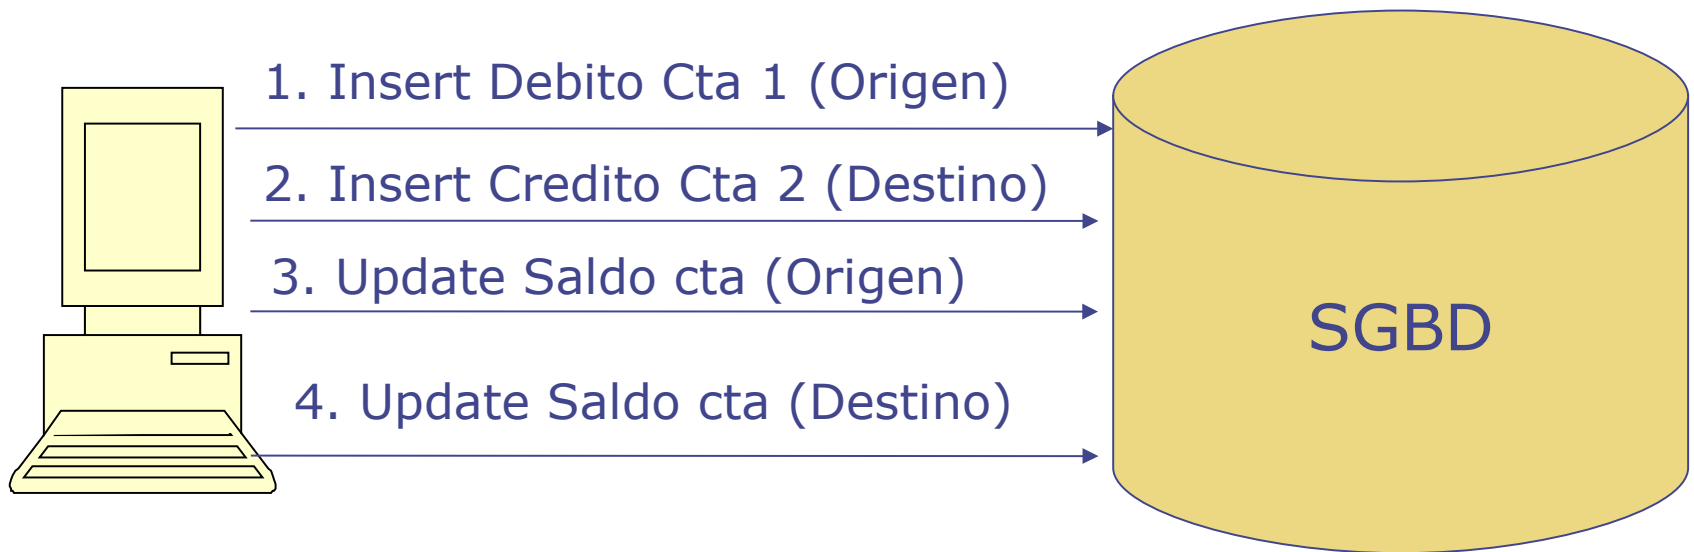 1. Insert Debito Cta 1 (Origen)
2. Insert Credito Cta 2 (Destino)
3. Update Saldo cta (Origen)
4. Update Saldo cta (Destino)
SGBD